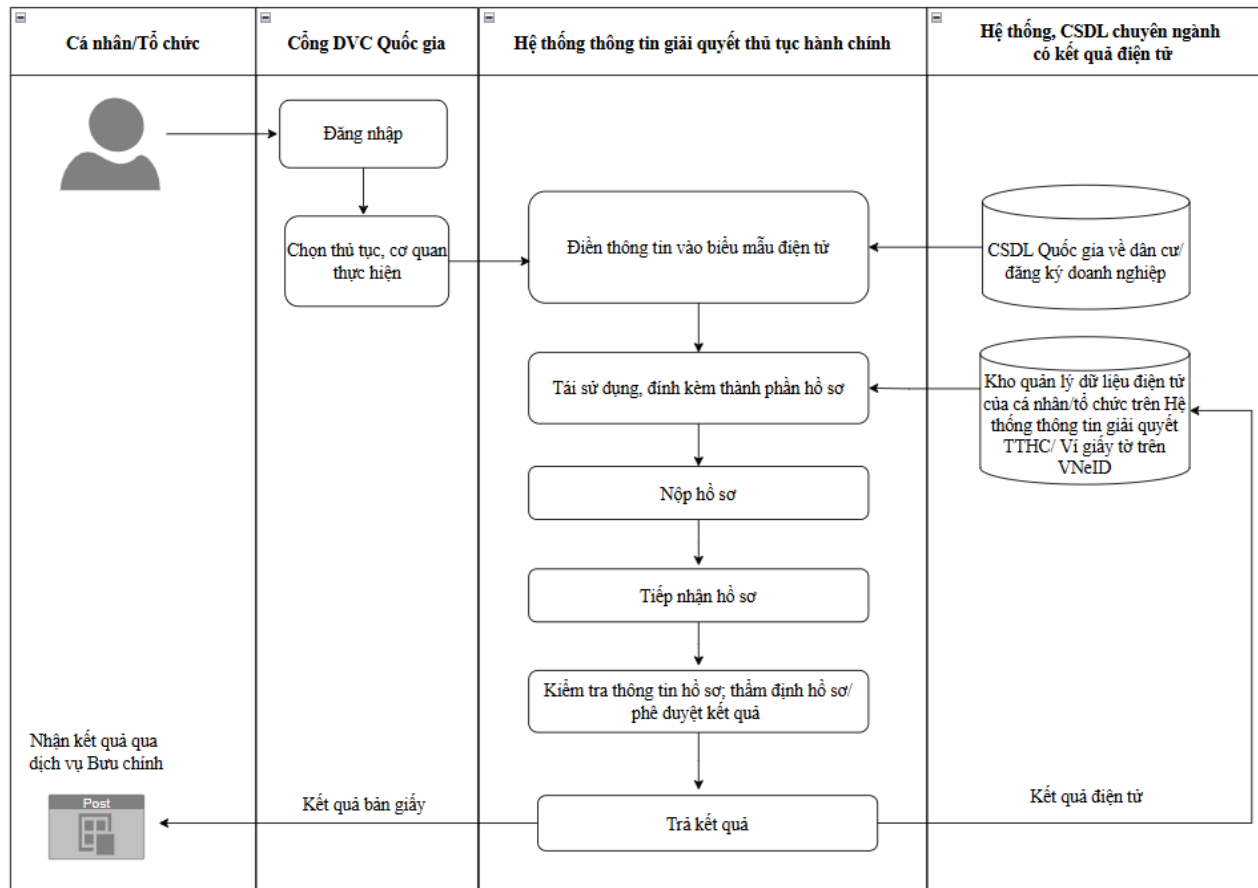 Cá nhân/Tổ chức
Cổng DVC Quốc gia
Hệ thống thông tin giải quyết thủ tục hành chính
Hệ thống, CSDL chuyên ngành
có kết quả điện tử
Đăng nhập
Chọn thủ tục, cơ quan
thực hiện
Điền thông tin vào biểu mẫu điện tử
CSDL Quốc gia về dân cư/
đăng ký doanh nghiệp
Tái sử dụng, đính kèm thành phần hồ sơ
Kho quản lý dữ liệu điện tử
của cá nhân/tổ chức trên Hệ
thống thông tin giải quyết
TTHC/ Ví giấy tờ trên
VNeID
Nộp hồ sơ
Tiếp nhận hồ sơ
Kiểm tra thông tin hồ sơ; thẩm định hồ sơ/
phê duyệt kết quả
Nhận kết quả qua
dịch vụ Bưu chính
Post
Kết quả bản giấy
Trả kết quả
Kết quả điện tử